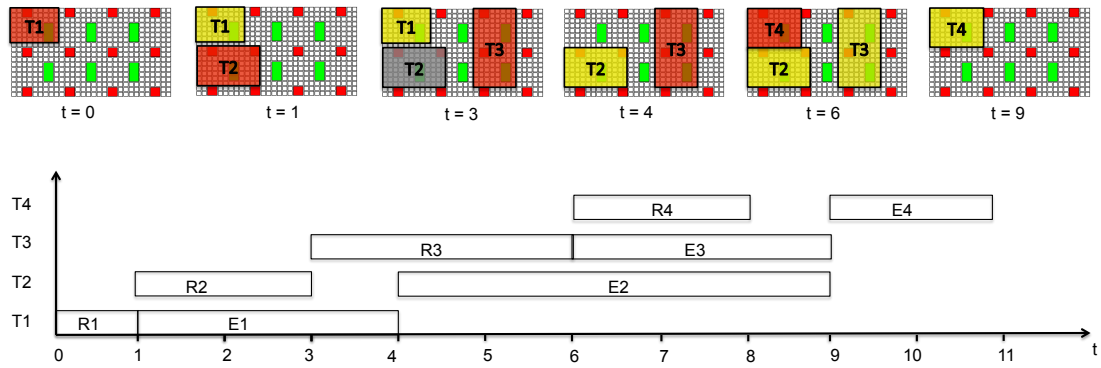 T1
T1
T2
T1
T2
T3
T2
T3
T4
T2
T3
T4
t = 0
t = 1
t = 3
t = 4
t = 6
t = 9
T4
R4
E4
T3
R3
E3
T2
R2
E2
T1
R1
E1
0 1 2 3 4 5 6 7 8 9 10 11 t